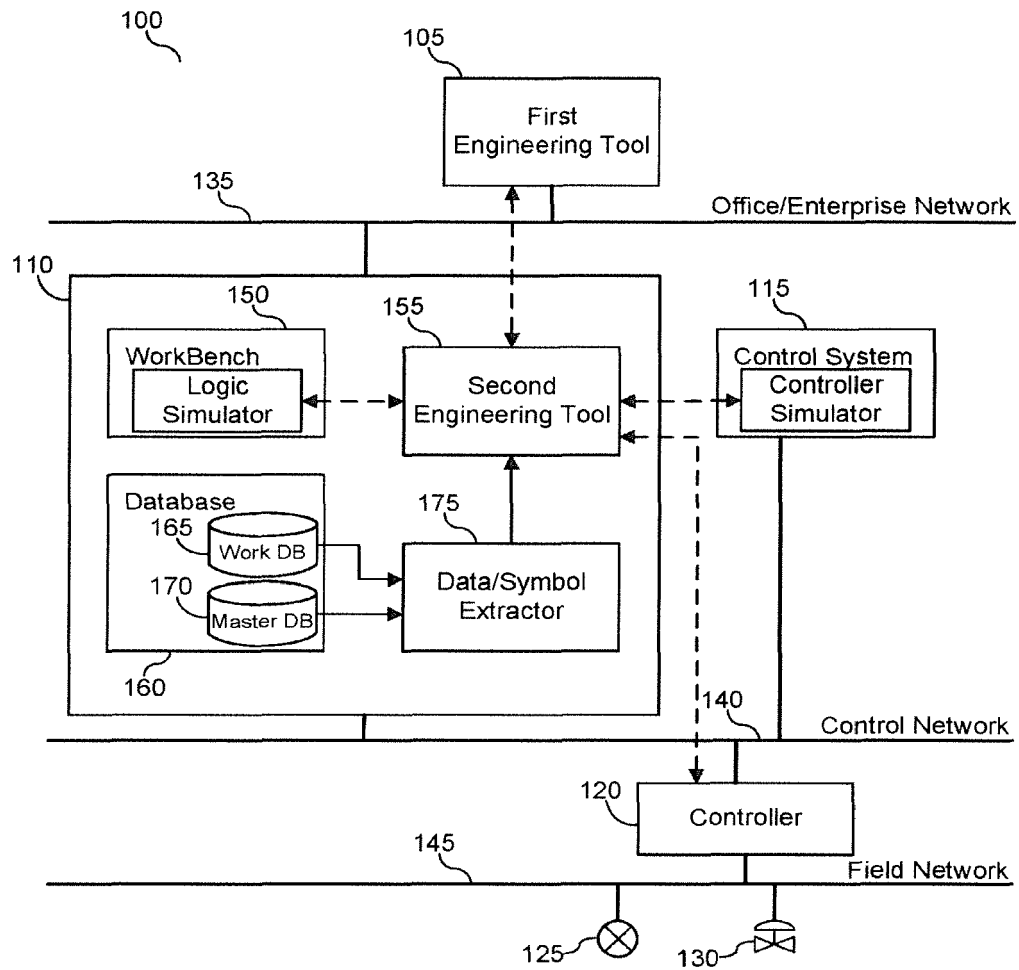 100
105
First
Engineering Tool
135
Office/Enterprise Network
110
150
155
115
WorkBench
Logic
Simulator
Second
Engineering Tool
Control System
Controller
Simulator
Database
165
Work DB
170
Master DB
175
Data/Symbol
Extractor
160
140
Control Network
120
Controller
145
Field Network
125
130